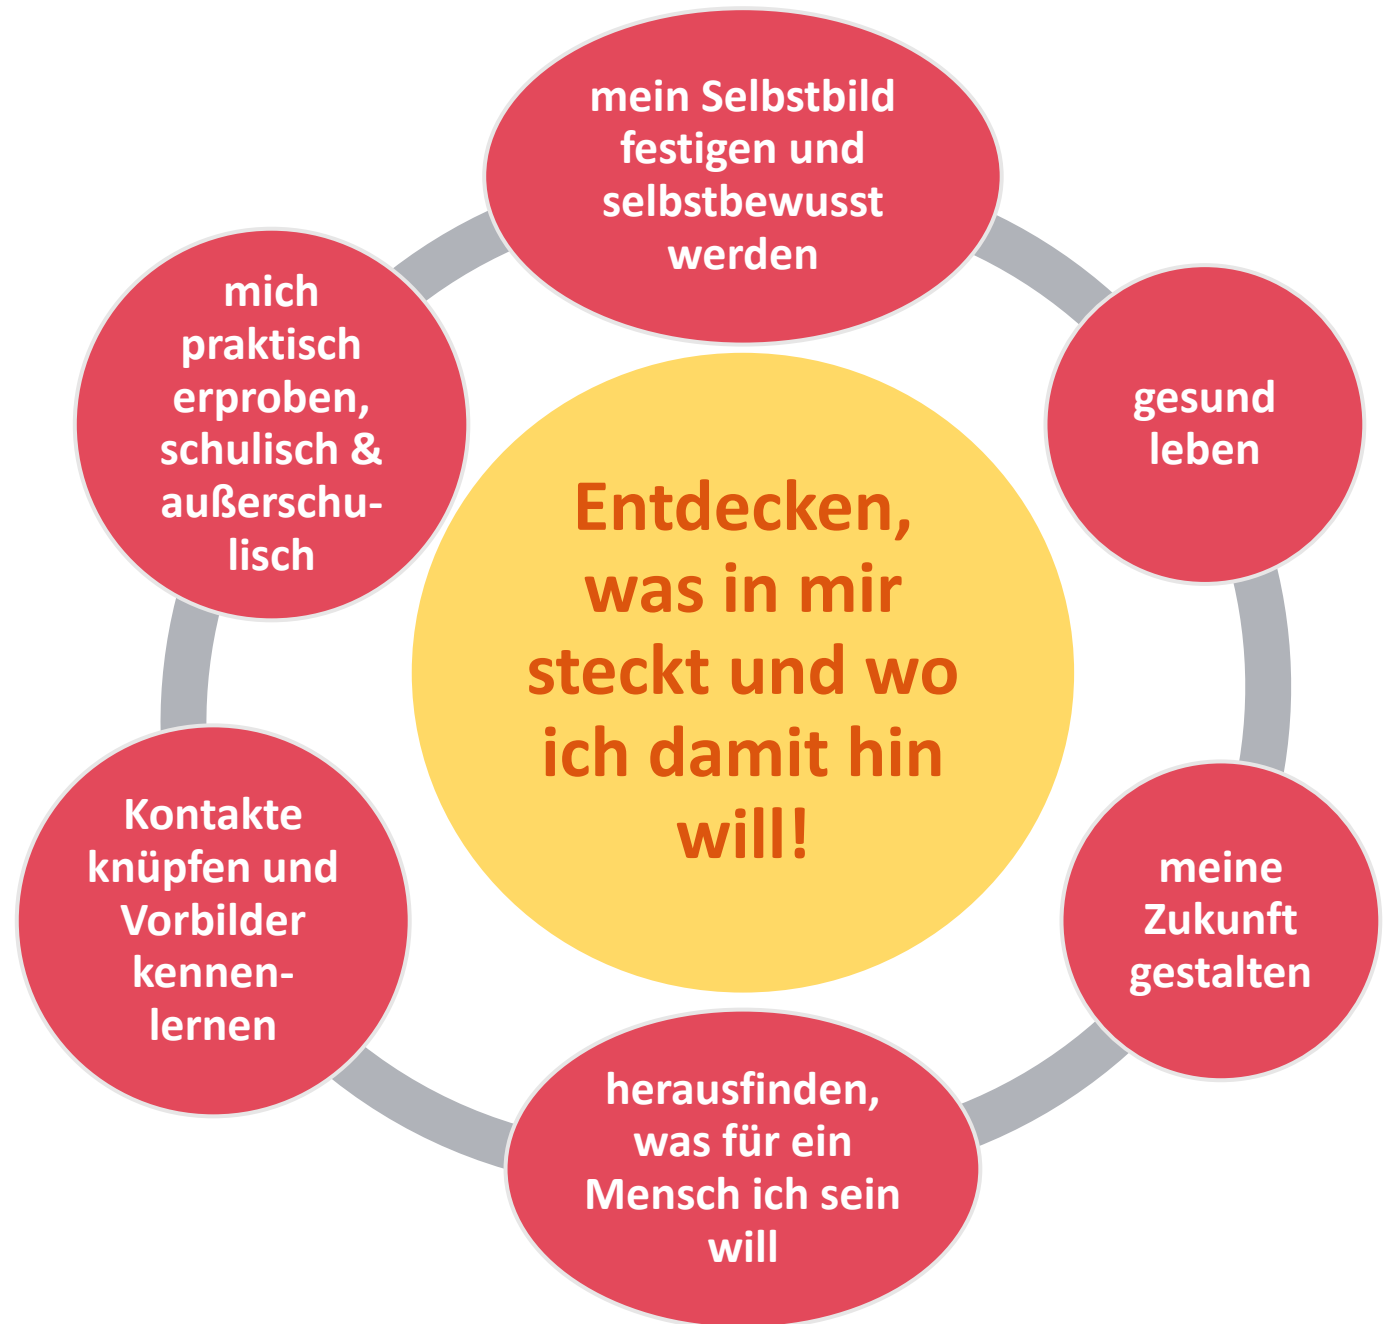 mein Selbstbild
festigen und
selbstbewusst
werden
gesund
leben
meine
Zukunft
gestalten
herausfinden,
was für ein
Mensch ich sein
will
Kontakte
knüpfen und
Vorbilder
kennen-
lernen
mich
praktisch
erproben,
schulisch &
außerschu-
lisch
Entdecken,
was in mir
steckt und wo
ich damit hin
will!